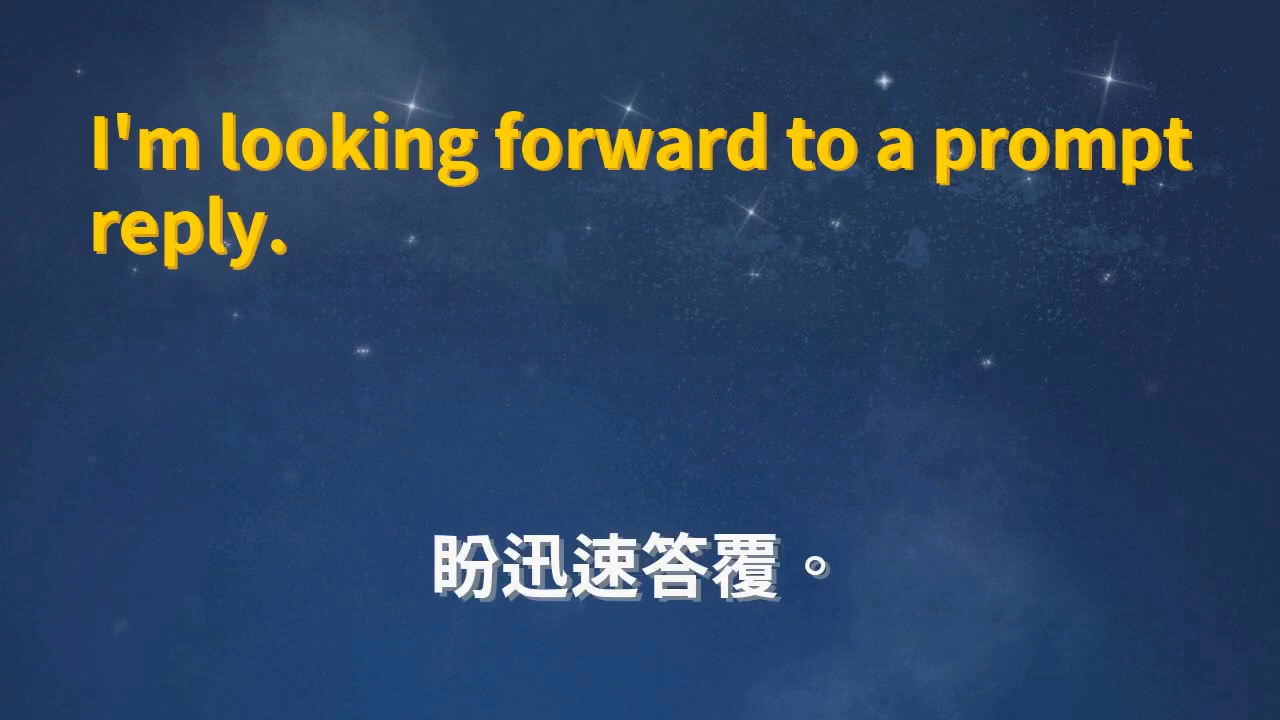 I'm looking forward to a prompt
reply.
盼迅速答覆。